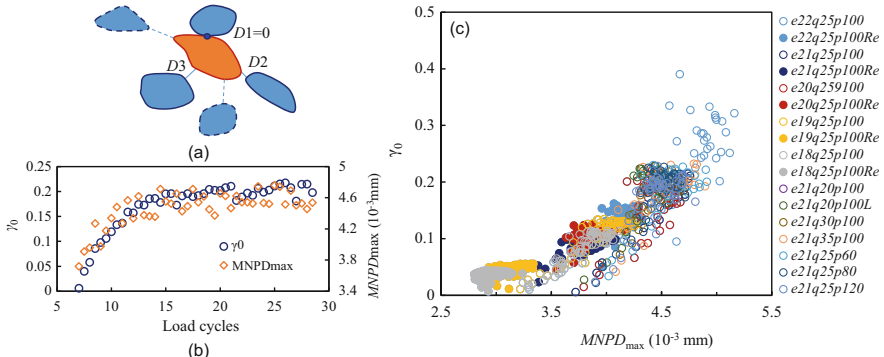 (a)
D1=0
D3
D2
(b)
0.25
0.2
0.15
0.1
0.05
0
γ₀
5
4.6
4.2
3.8
3.4
MNPDmax (10⁻³mm)
γ0
MNPDmax
5
10
15
20
25
30
Load cycles
(c)
0.5
0.4
0.3
0.2
0.1
0
γ₀
2.5
3.5
4.5
5.5
MNPDmax (10⁻³ mm)
e22q25p100
e22q25p100Re
e21q25p100
e21q25p100Re
e20q259100
e20q25p100Re
e19q25p100
e19q25p100Re
e18q25p100
e18q25p100Re
e21q20p100
e21q20p100L
e21q30p100
e21q35p100
e21q25p60
e21q25p80
e21q25p120